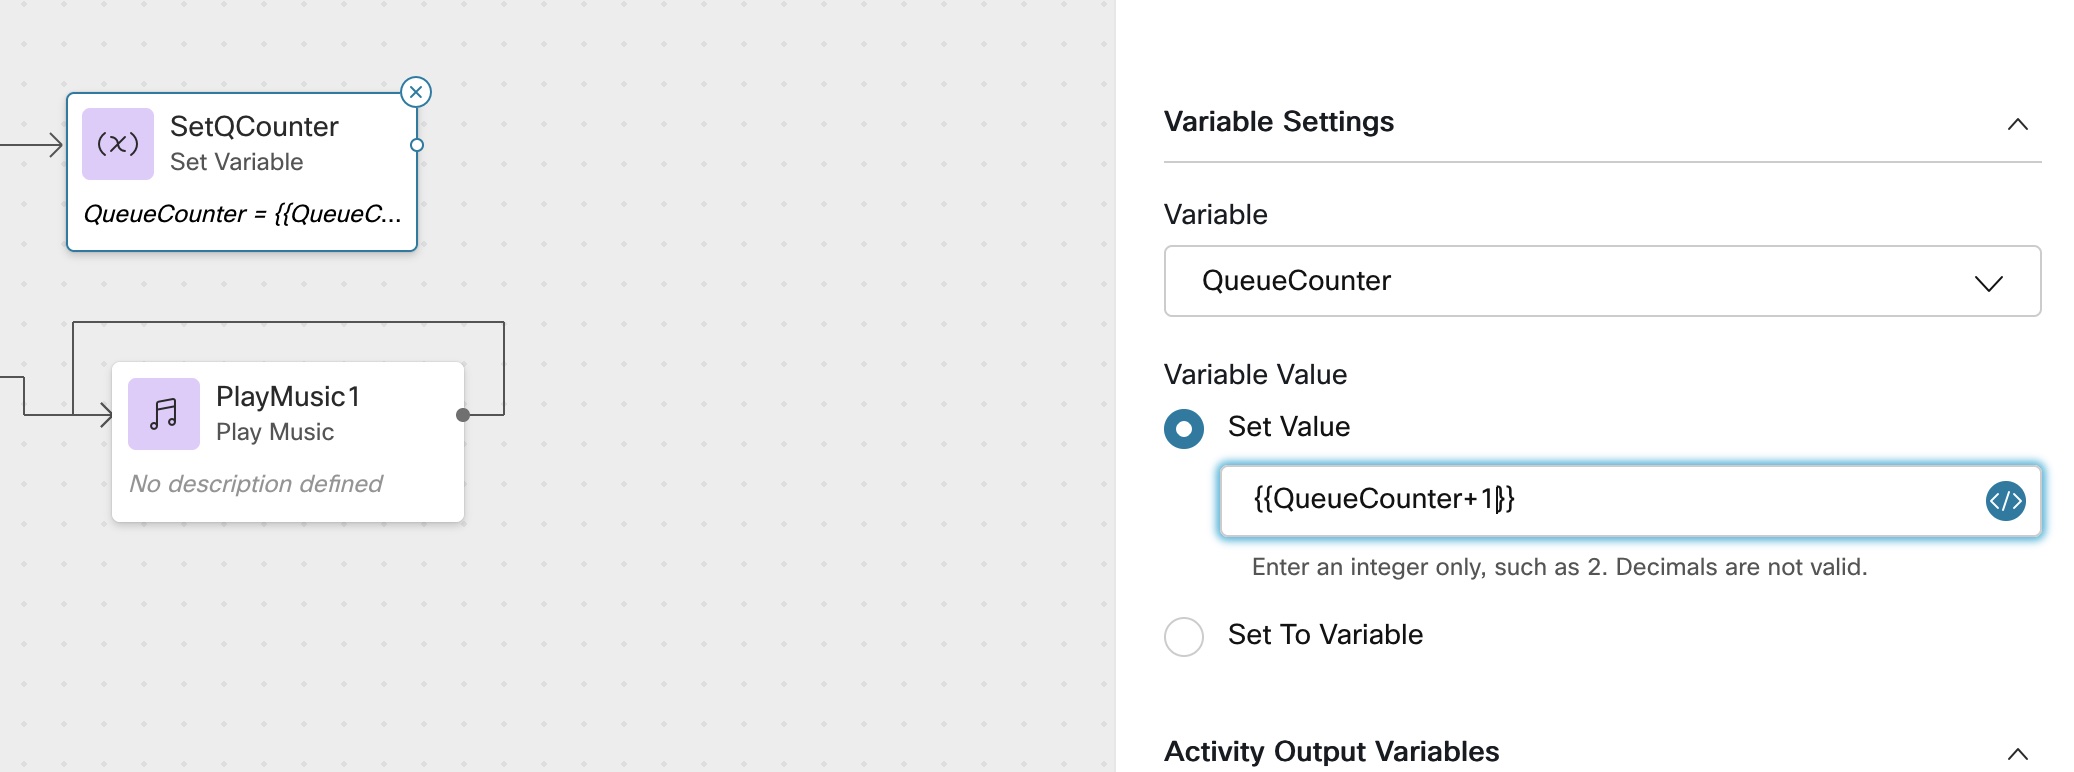 SetQCounter
Set Variable
QueueCounter = {{QueueC...
PlayMusic1
Play Music
No description defined
Variable Settings
Variable
QueueCounter
Variable Value
Set Value
{{QueueCounter+1}}
Enter an integer only, such as 2. Decimals are not valid.
Set To Variable
Activity Output Variables